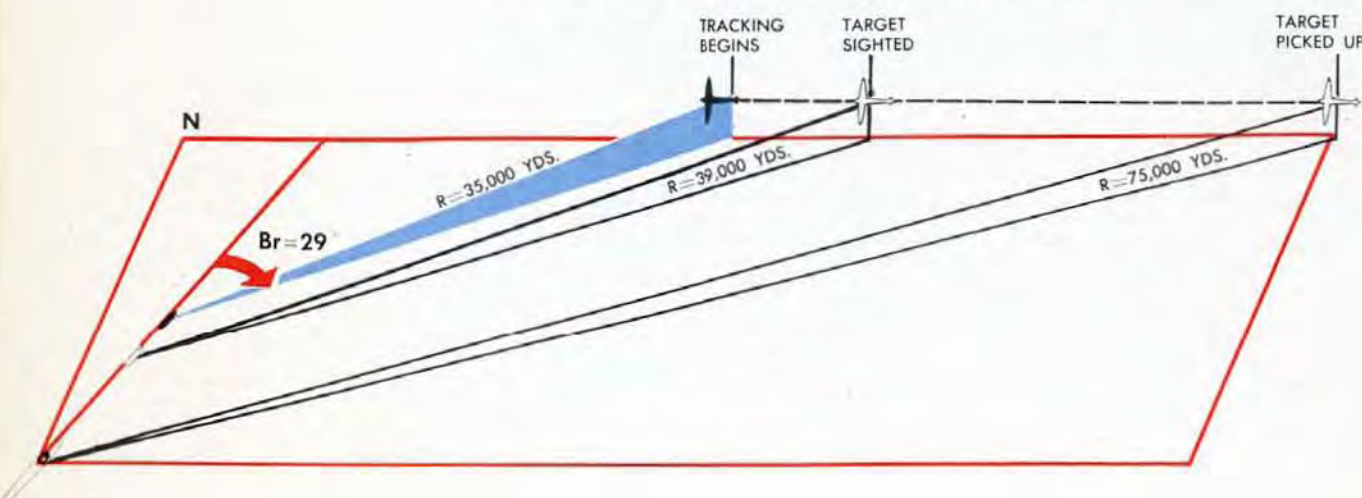 TRACKING
BEGINS
TARGET
SIGHTED
TARGET
PICKED UP
N
R=35,000 YDS.
R=39,000 YDS.
R=75,000 YDS.
Br=29